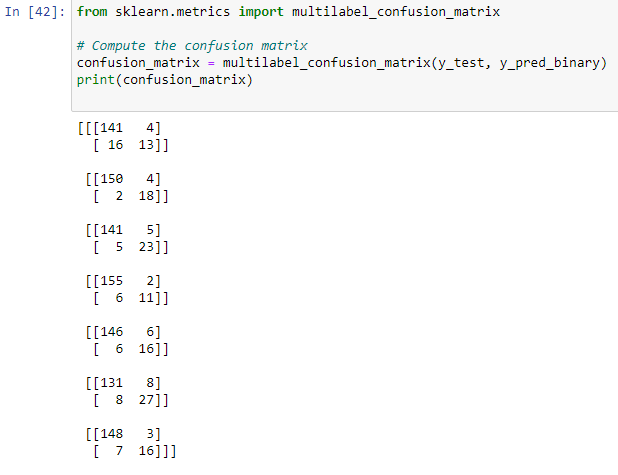 In [42]: from sklearn.metrics import multilabel_confusion_matrix
# Compute the confusion matrix
confusion_matrix = multilabel_confusion_matrix(y_test, y_pred_binary)
print(confusion_matrix)
[[[141   4]
  [ 16  13]]
 [[150   4]
  [  2  18]]
 [[141   5]
  [  5  23]]
 [[155   2]
  [  6  11]]
 [[146   6]
  [  6  16]]
 [[131   8]
  [  8  27]]
 [[148   3]
  [  7  16]]]